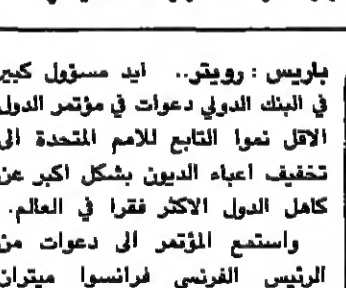 باريس : رويتر.. ايد مسؤول كبير
في البنك الدولي دعوات في مؤتمر الدول
الاقل نموا التابع للامم المتحدة الى
تخفيف اعباء الديون بشكل اكبر عن
كاهل الدول الاكثر فقرا في العالم.
واستمع المؤتمر الى دعوات من
الرئيس الفرنسي فرانسوا ميتران